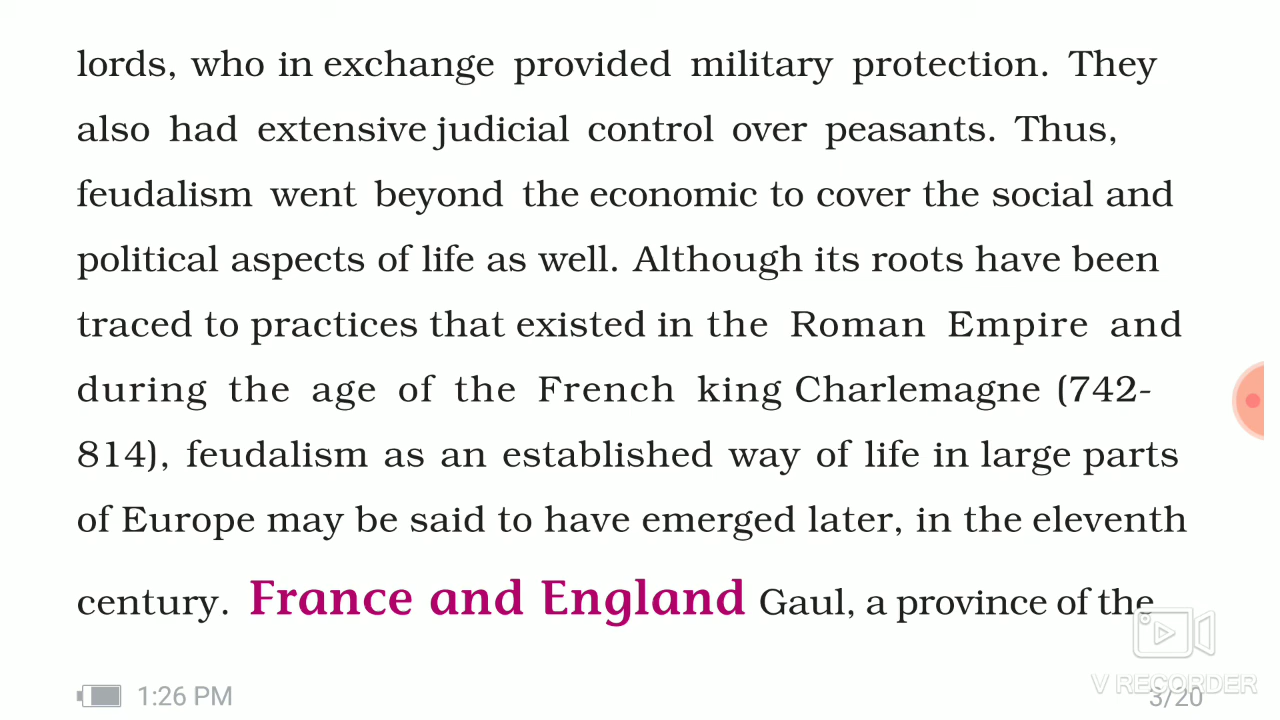 lords, who in exchange provided military protection. They
also had extensive judicial control over peasants. Thus,
feudalism went beyond the economic to cover the social and
political aspects of life as well. Although its roots have been
traced to practices that existed in the Roman Empire and
during the age of the French king Charlemagne (742-
814), feudalism as an established way of life in large parts
of Europe may be said to have emerged later, in the eleventh
century. France and England Gaul, a province of the
V RECORDER
1:26 PM
3/20